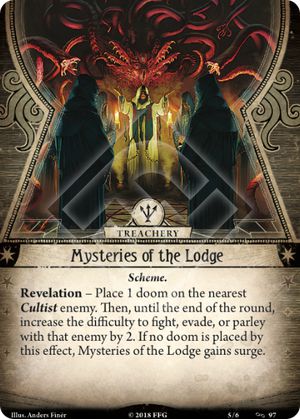 TREACHERY
Mysteries of the Lodge
Scheme.
Revelation – Place 1 doom on the nearest
Cultist enemy. Then, until the end of the round,
increase the difficulty to fight, evade, or parley
with that enemy by 2. If no doom is placed by
this effect, Mysteries of the Lodge gains surge.
Illus. Anders Finér
© 2018 FFG
5/6
97